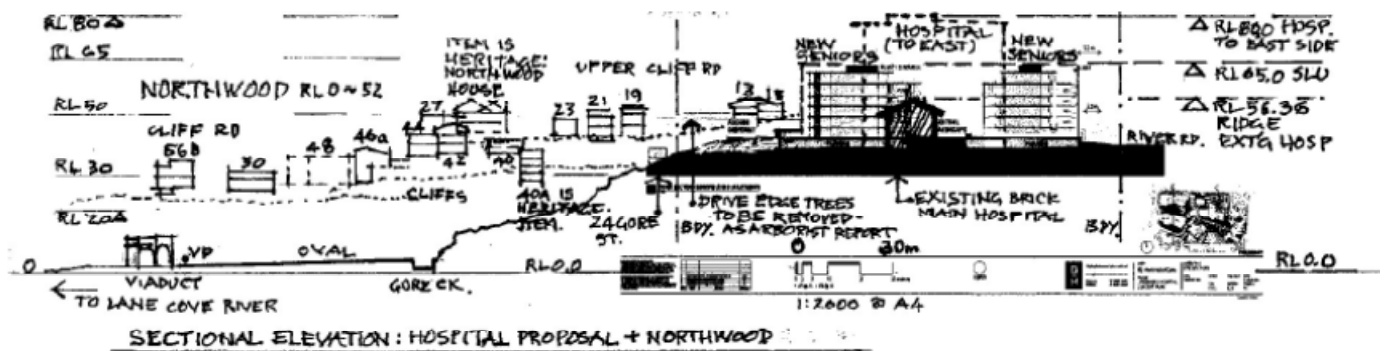 RL 80
RL 65
NORTHWOOD RL 0~52
ITEM IS
HERITAGE:
NORTHWOOD
HOUSE
UPPER CLIFF RD
NEW
SENIORS
HOSPITAL
(TO EAST)
NEW
SENIORS
RL 80.0 HOSP.
TO EAST SIDE
RL 65.0 SLU
RL 56.36
RIDGE
EXTG HOSP
RIVER RD.
RL 50
CLIFF RD
56B
30
48
46a
27
42
40
23
21
19
13
15
RL 30
CLIFFS
40A IS
HERITAGE
ITEM.
24 GORE
ST.
DRIVE EDGE TREES
TO BE REMOVED-
AS ARBORIST REPORT
BDY.
EXISTING BRICK
MAIN HOSPITAL
BDY.
RL 20
0
30m
VP
OVAL
0
VIADUCT
GORE CK.
RL 0.0
RL 0.0
TO LANE COVE RIVER
1:2000 @ A4
SECTIONAL ELEVATION: HOSPITAL PROPOSAL + NORTHWOOD